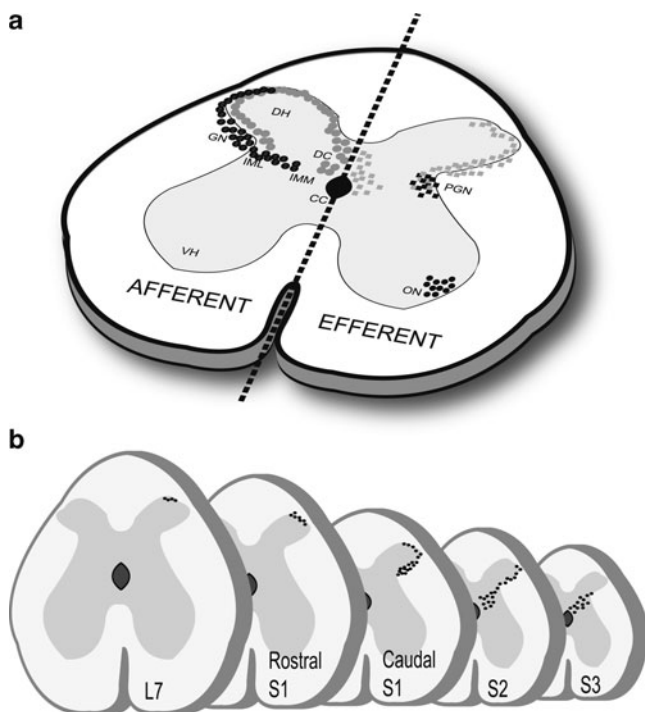 a
DH
GN
IML
DC
IMM
PGN
CC
VH
ON
AFFERENT
EFFERENT
b
L7
Rostral
S1
Caudal
S1
S2
S3